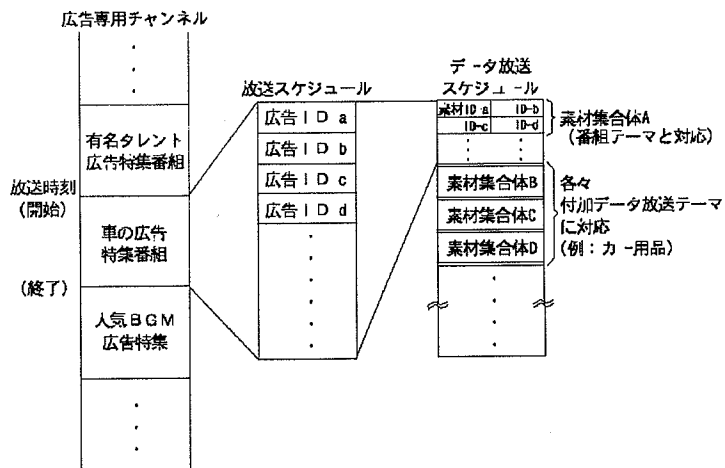 広告専用チャンネル
有名タレント
広告特集番組
放送時刻
(開始)
車の広告
特集番組
(終了)
人気BGM
広告特集
放送スケジュール
広告ID a
広告ID b
広告ID c
広告ID d
データ放送
スケジュール
素材ID-a ID-b
ID-c ID-d
素材集合体A
(番組テーマと対応)
素材集合体B
素材集合体C
素材集合体D
各々
付加データ放送テーマ
に対応
(例：カー用品)